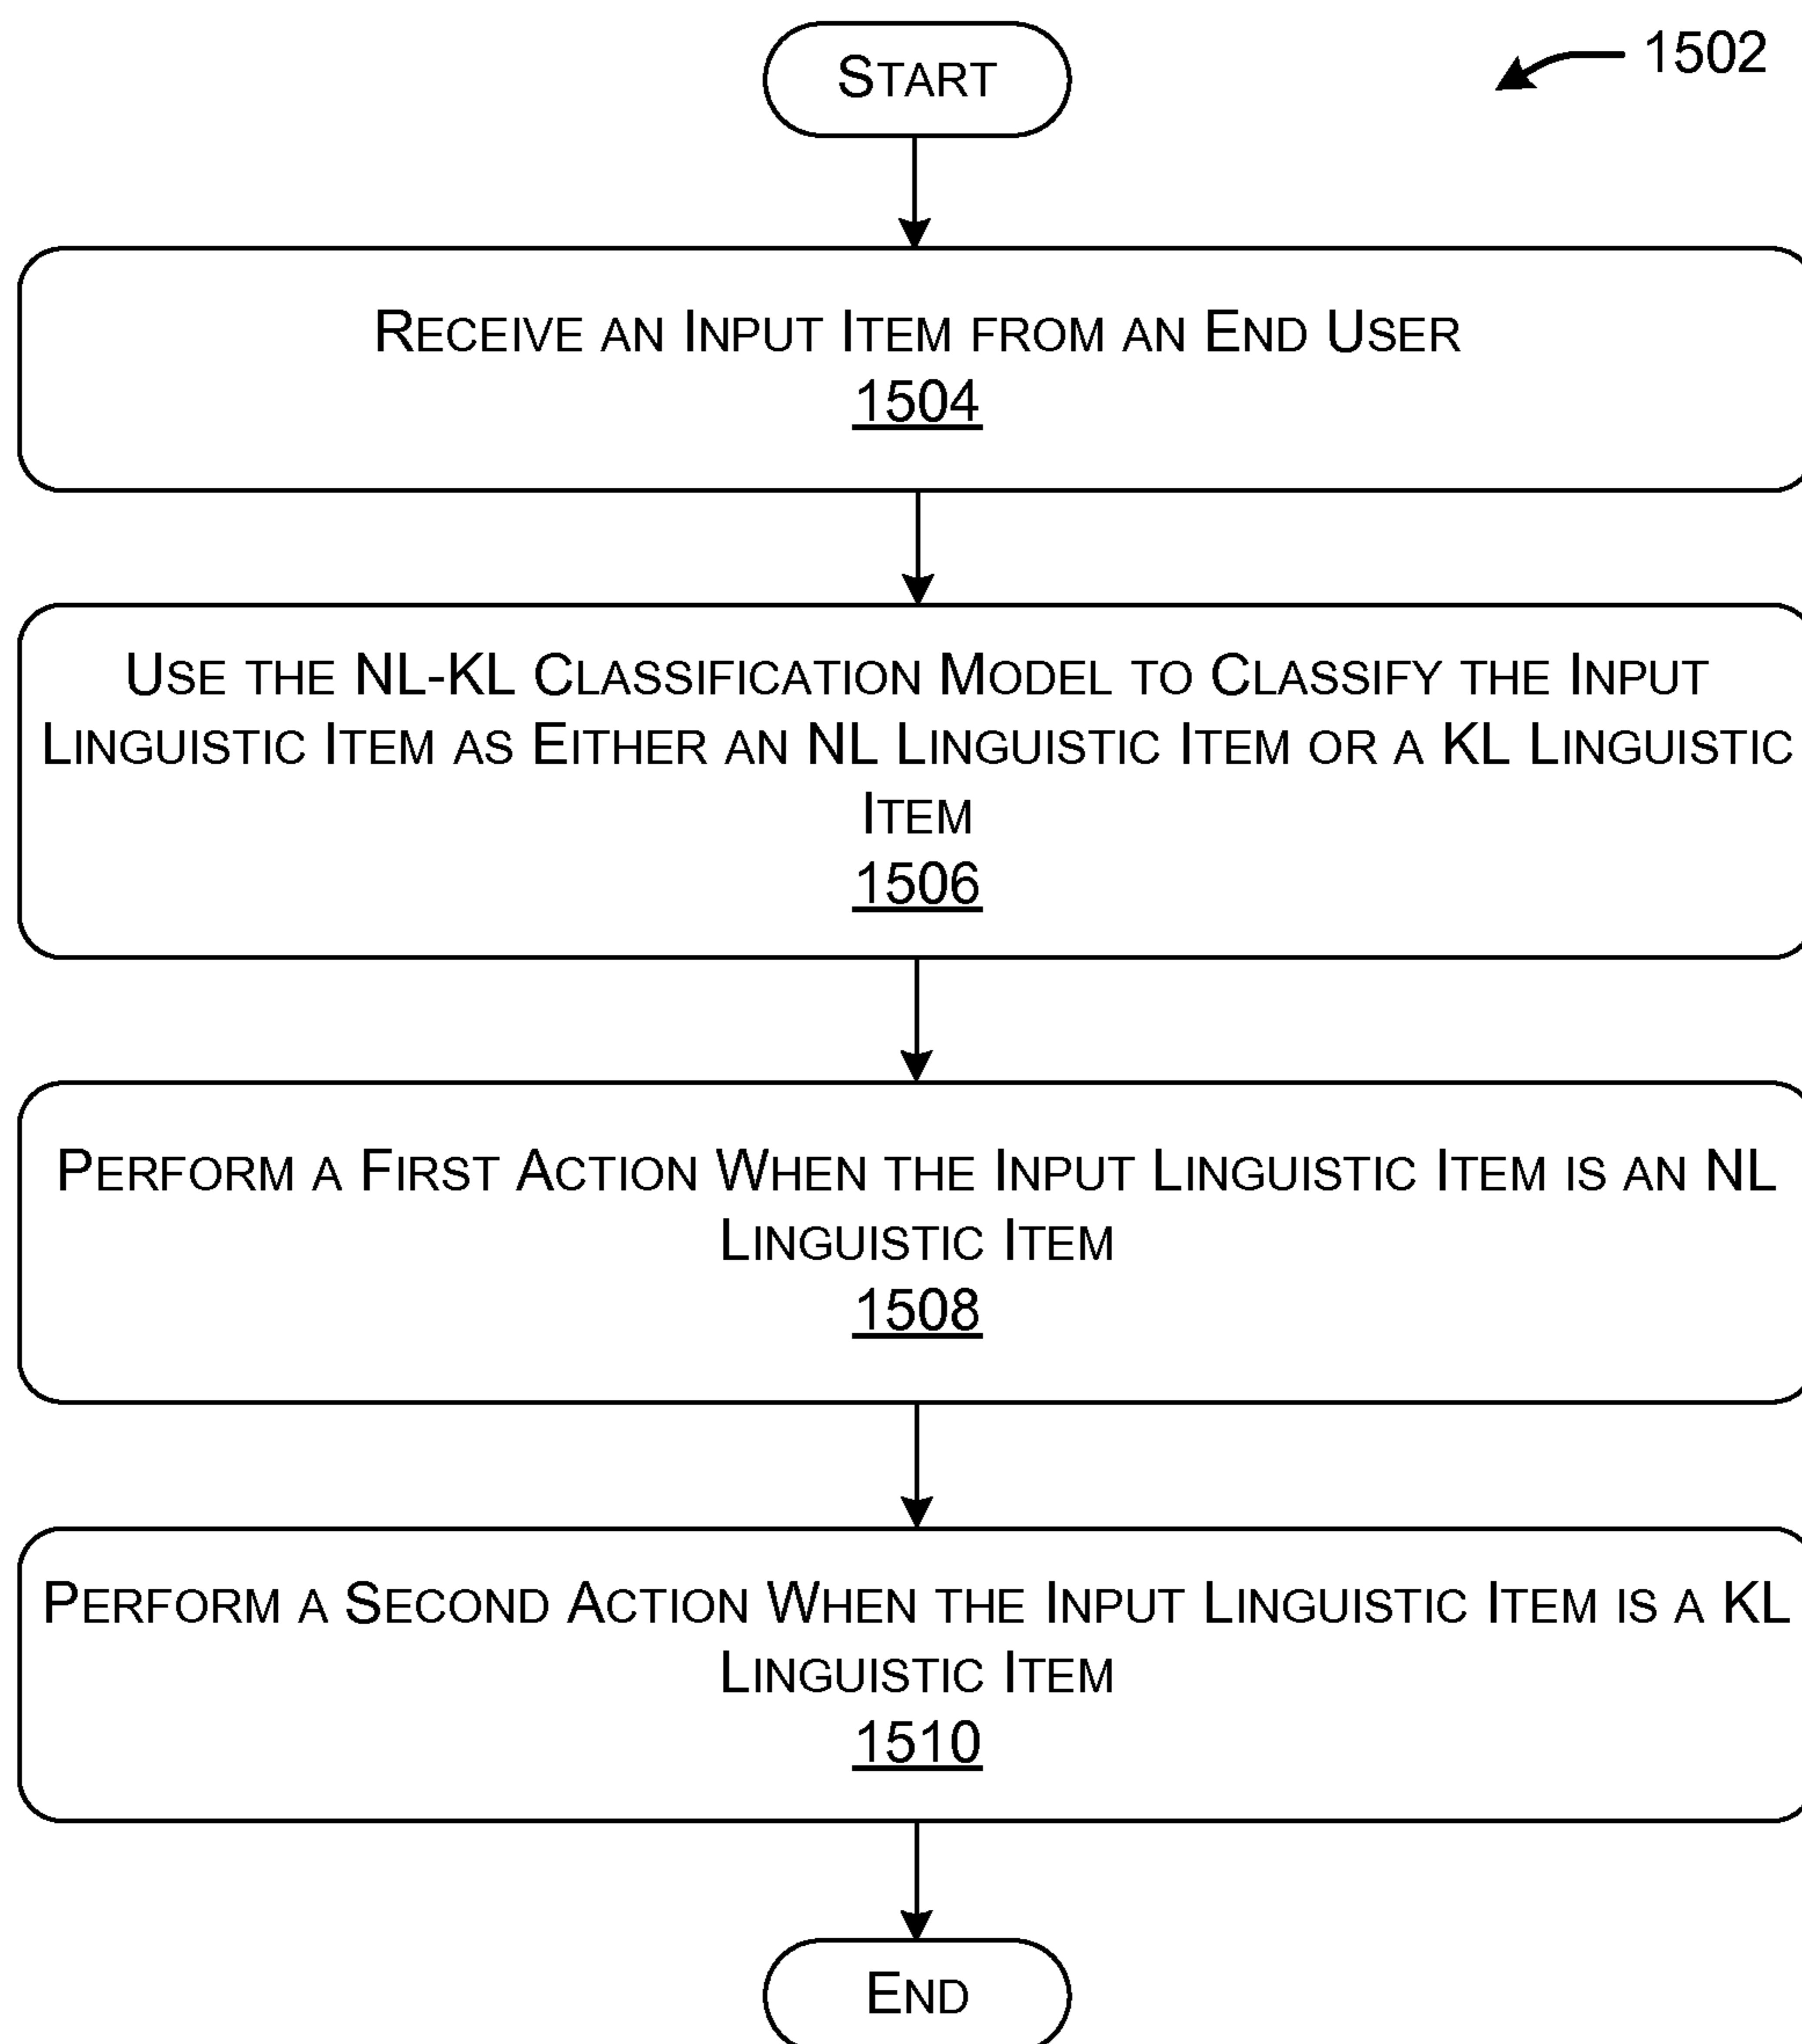 START
1502
RECEIVE AN INPUT ITEM FROM AN END USER
1504
USE THE NL-KL CLASSIFICATION MODEL TO CLASSIFY THE INPUT
LINGUISTIC ITEM AS EITHER AN NL LINGUISTIC ITEM OR A KL LINGUISTIC
ITEM
1506
PERFORM A FIRST ACTION WHEN THE INPUT LINGUISTIC ITEM IS AN NL
LINGUISTIC ITEM
1508
PERFORM A SECOND ACTION WHEN THE INPUT LINGUISTIC ITEM IS A KL
LINGUISTIC ITEM
1510
END